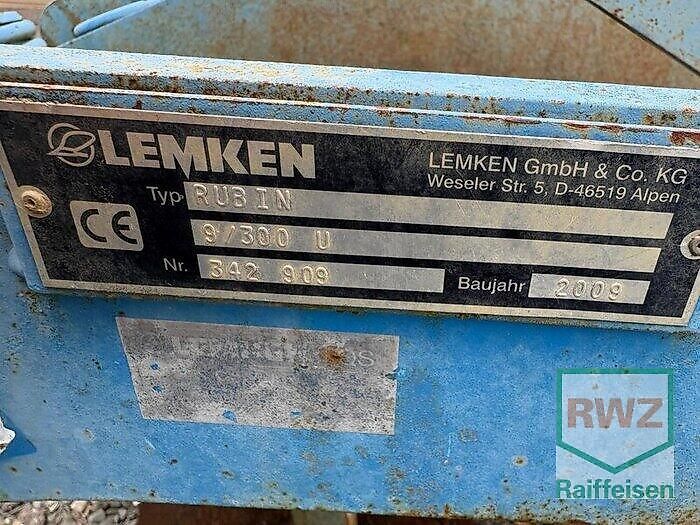 LEMKEN
LEMKEN GmbH & Co. KG
Weseler Str. 5, D-46519 Alpen
Typ RUBIN
9/300 U
CE
Nr. 342 909
Baujahr 2009
RWZ
Raiffeisen